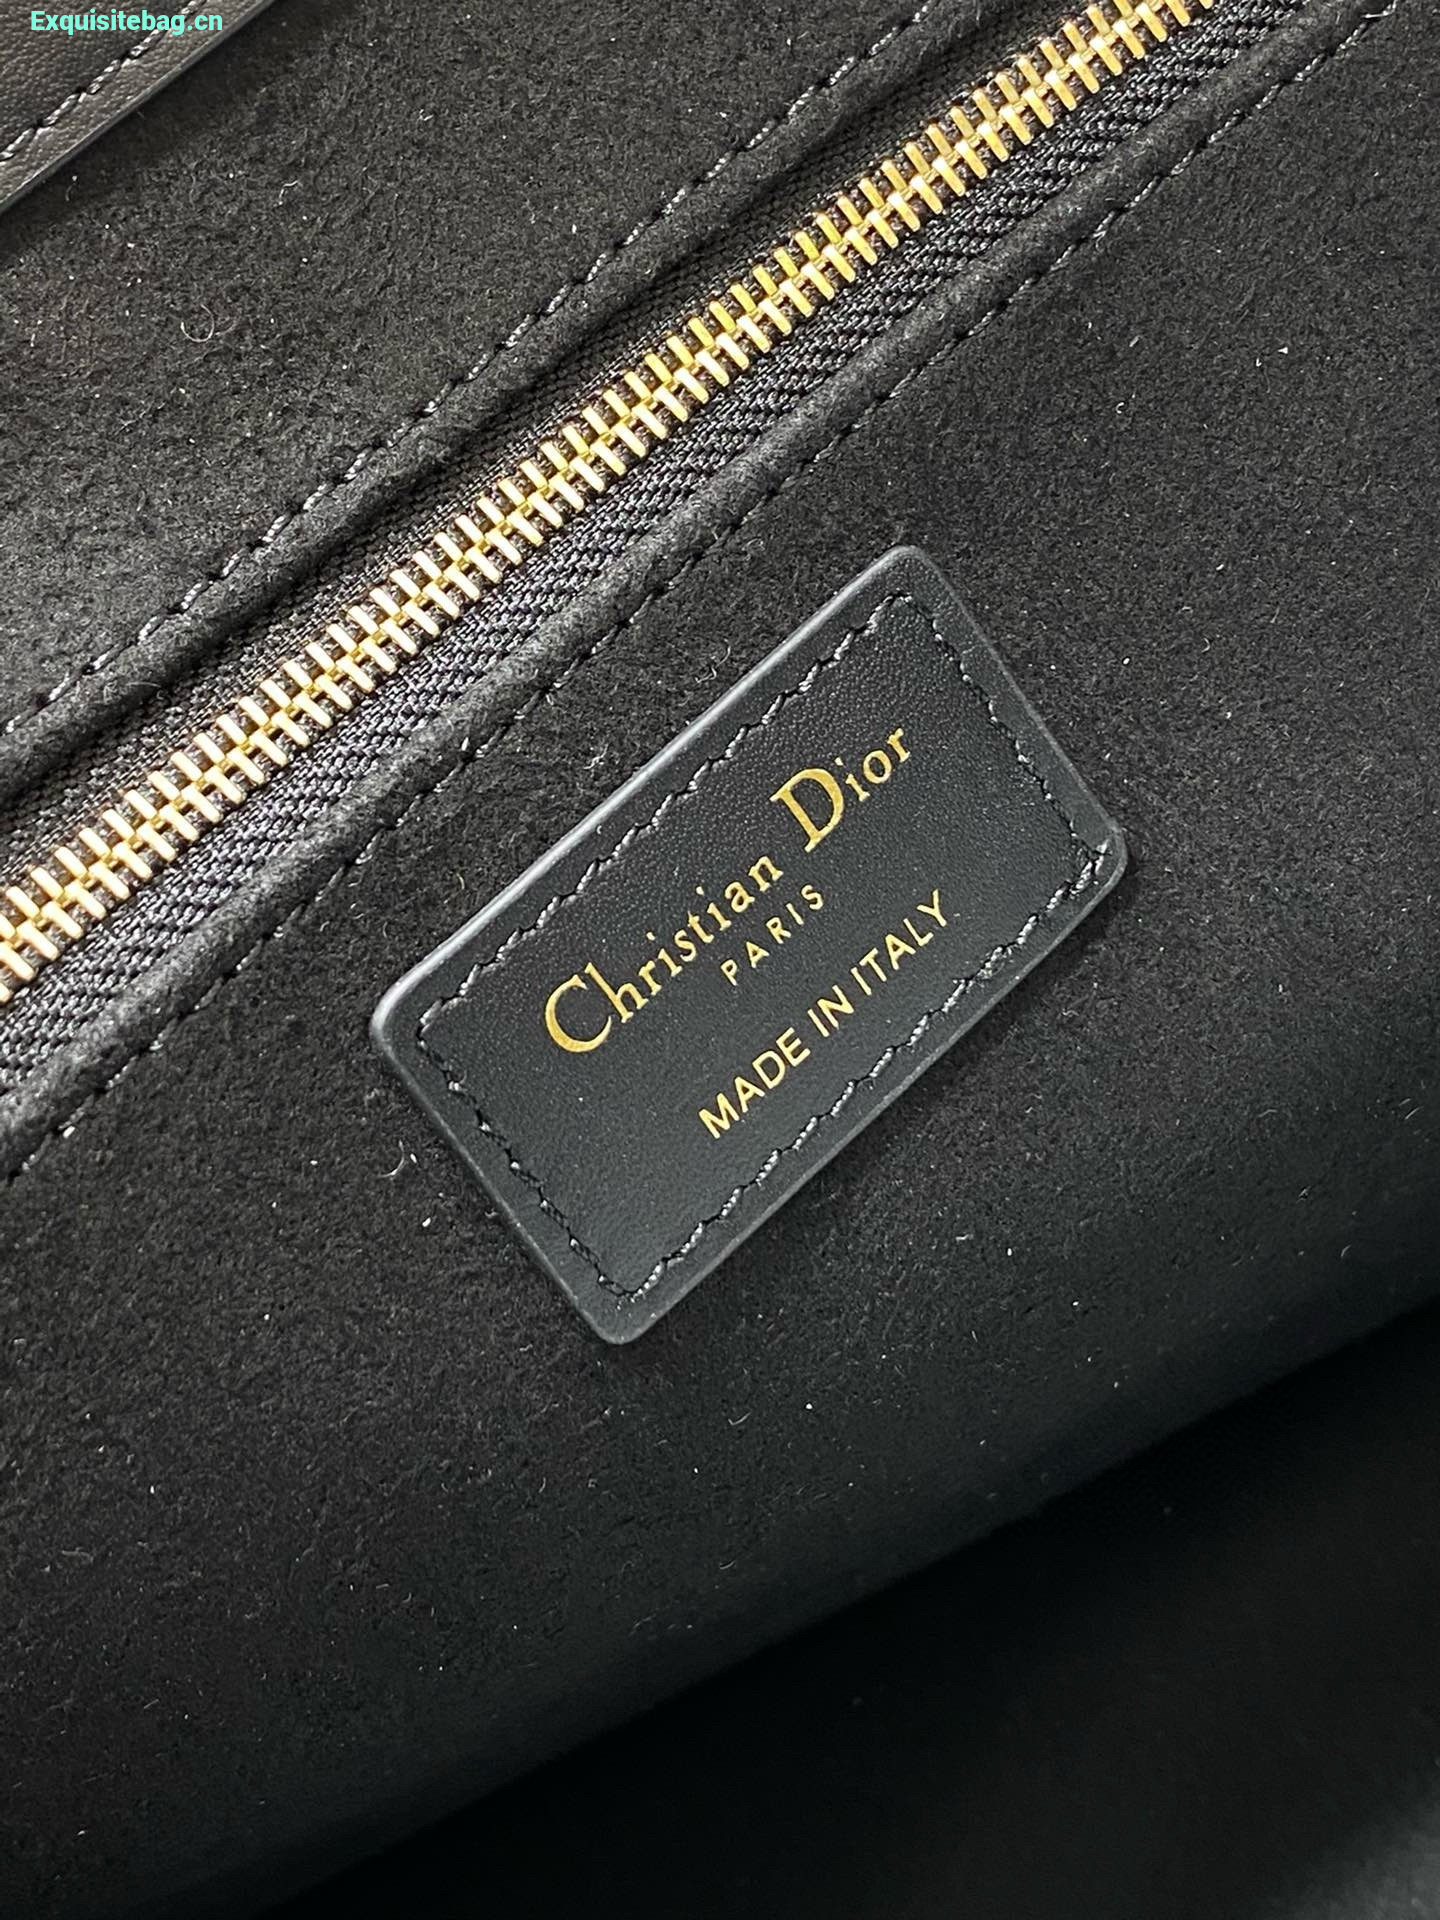 Exquisitebag.cn
Christian Dior
PARIS
MADE IN ITALY